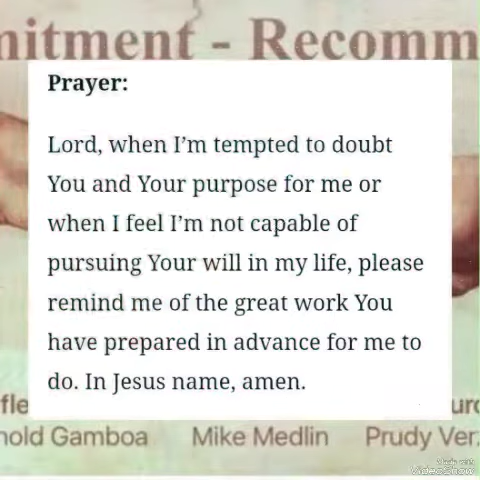 Recomm
Prayer:
Lord, when I’m tempted to doubt
You and Your purpose for me or
when I feel I’m not capable of
pursuing Your will in my life, please
remind me of the great work You
have prepared in advance for me to
do. In Jesus name, amen.
Gamboa Mike Medlin Prudy